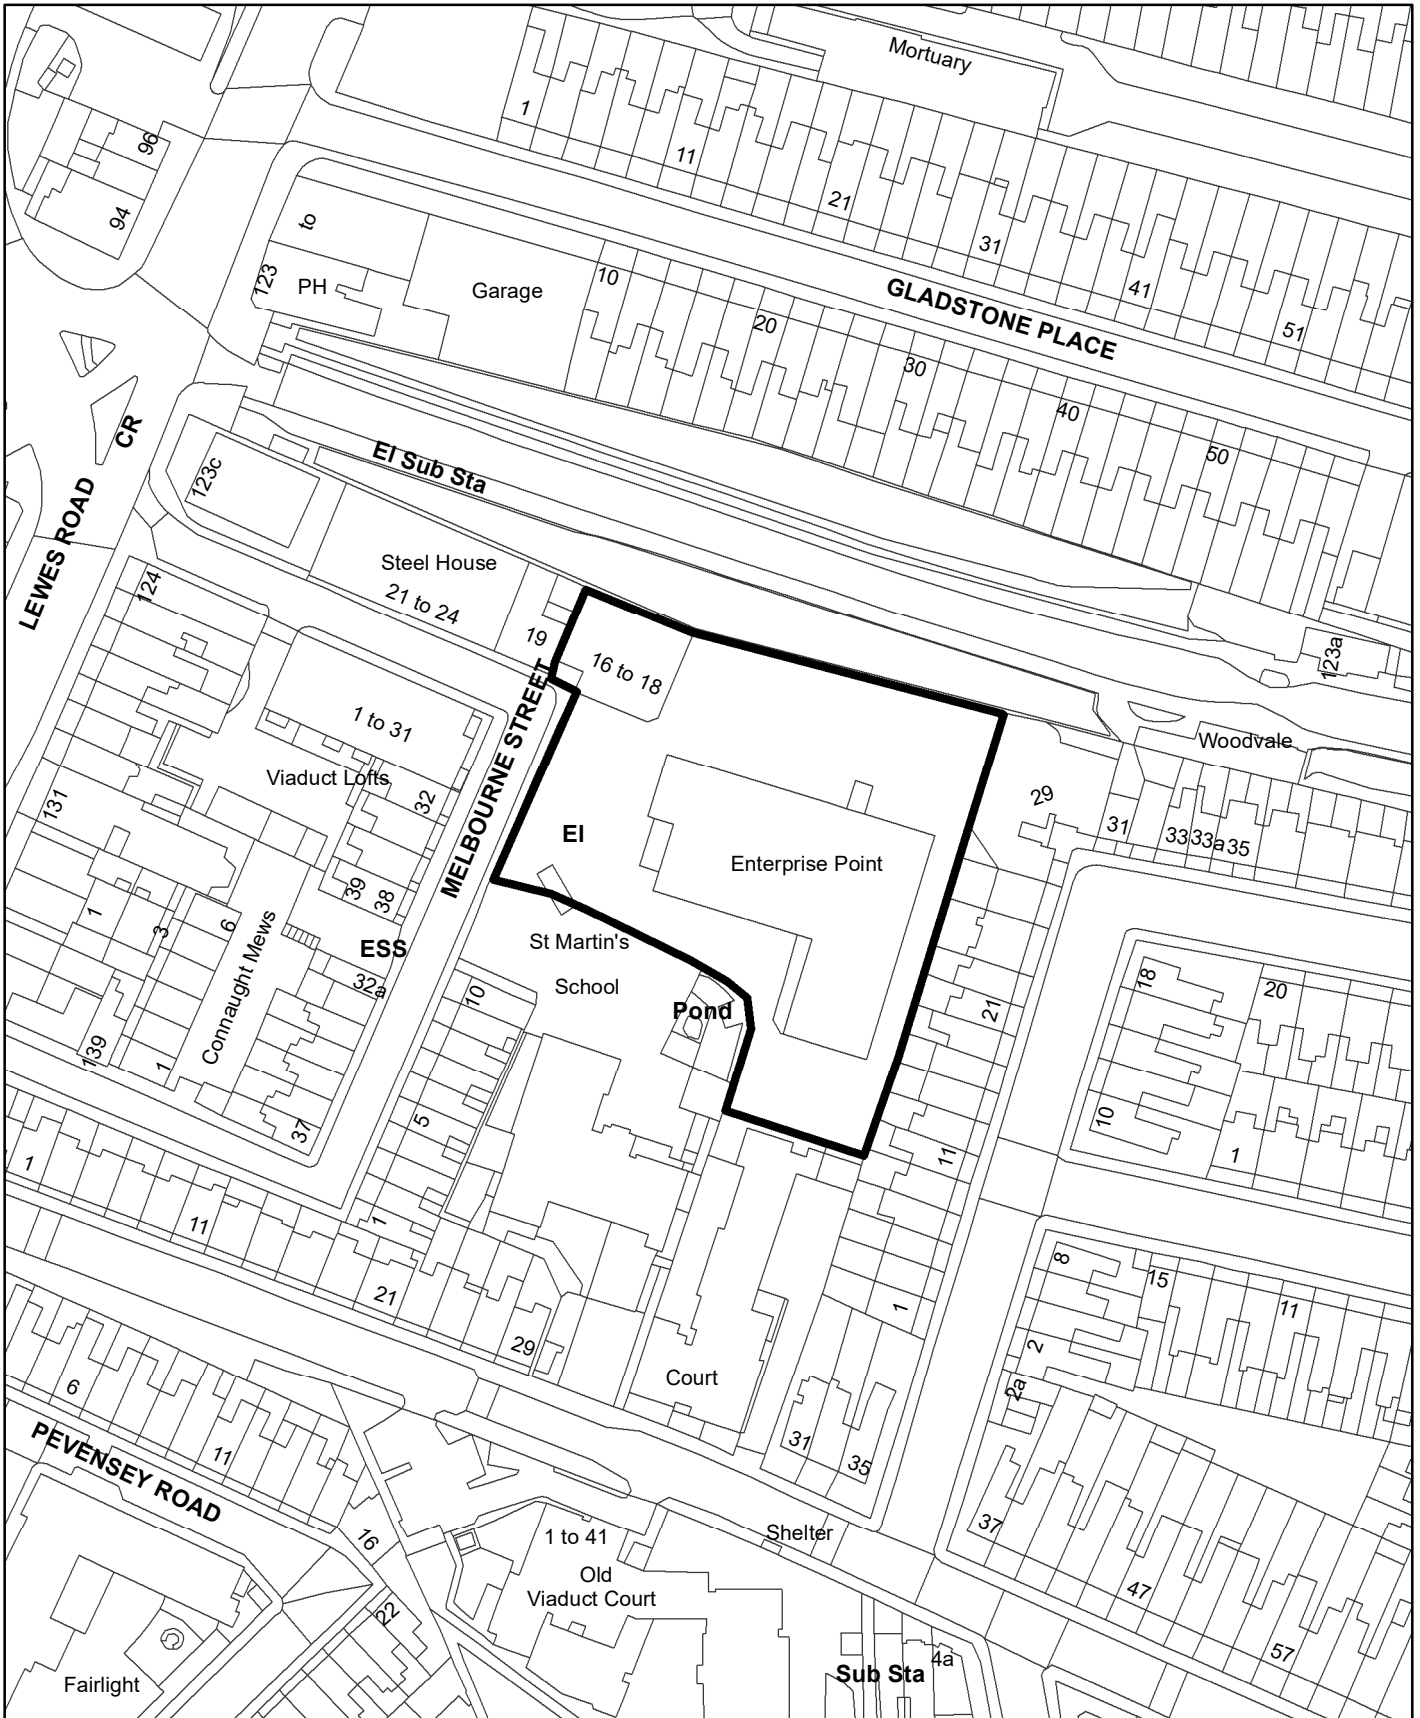 Mortuary
1
11
21
31
41
51
96
94
to
123
PH
Garage
10
20
30
40
50
GLADSTONE PLACE
CR
LEWES ROAD
El Sub Sta
123c
Steel House
21 to 24
19
16 to 18
124
1 to 31
Viaduct Lofts
32
MELBOURNE STREET
131
39
38
El
Enterprise Point
123a
Woodvale
29
31
33
33a
35
1
3
6
Connaught Mews
ESS
32a
139
1
37
St Martin's
School
Pond
10
5
1
21
11
1
18
10
20
1
1
11
21
29
Court
31
35
8
2
2a
15
11
37
47
57
6
11
16
22
PEVENSEY ROAD
Fairlight
1 to 41
Old
Viaduct Court
Shelter
Sub Sta
4a